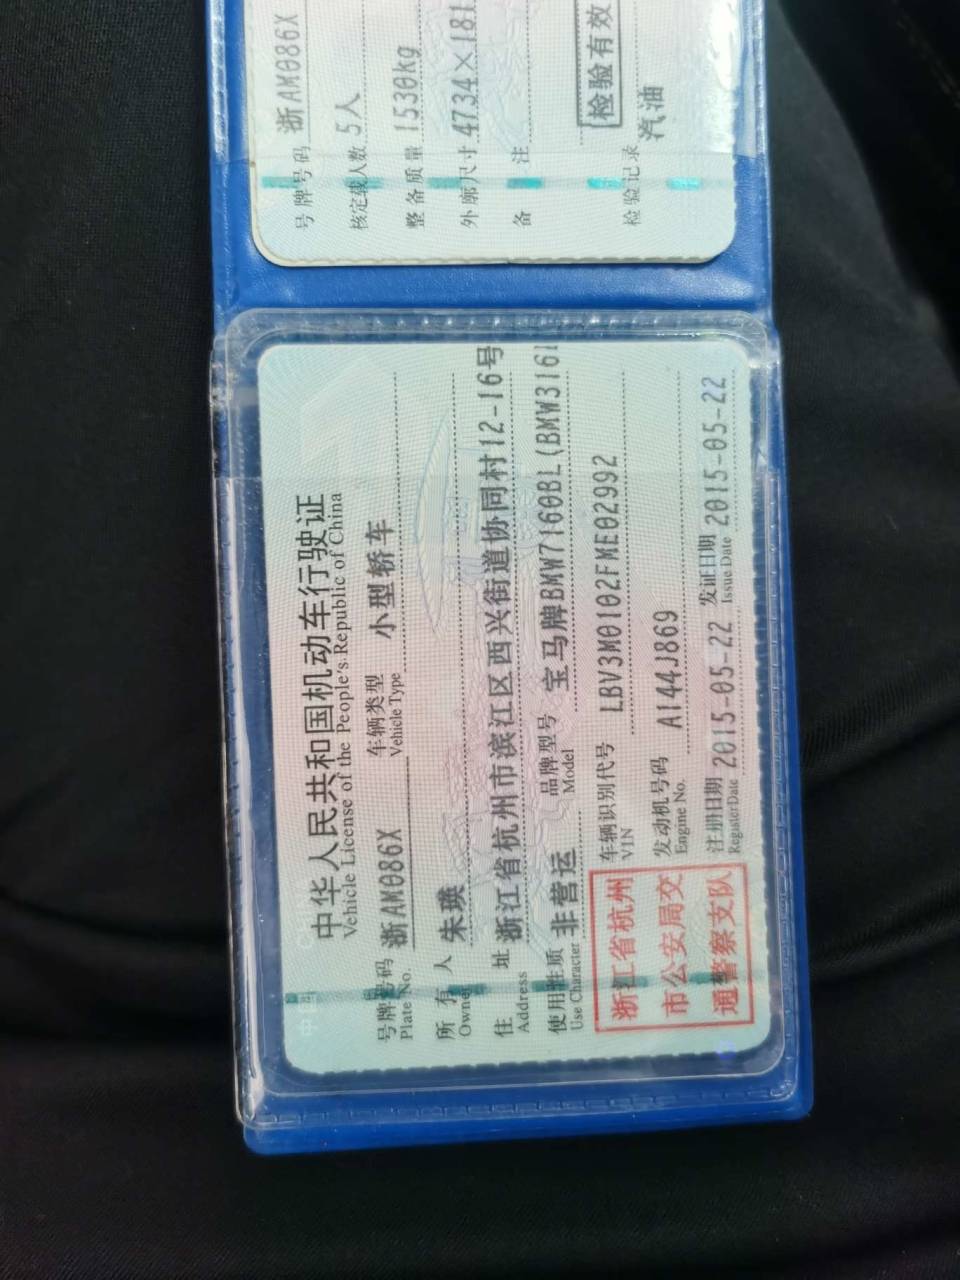 中华人民共和国机动车行驶证
Vehicle License of the People's Republic of China
号牌号码 浙AM086X 车辆类型 小型轿车
Plate No. Vehicle Type
所有人 朱瑛
Owner
住址 浙江省杭州市滨江区西兴街道协同村12-16号
Address
使用性质 非营运 品牌型号 宝马牌BMW7160BL(BMW316i
Use Character Model
浙江省杭州
市公安局交
通警察支队
车辆识别代号 LBV3M0102FME02992
VIN
发动机号码 A144J869
Engine No.
注册日期 2015-05-22 发证日期 2015-05-22
Register Date Issue Date
号牌号码 浙AM086X
核定载人数 5人
整备质量 1530kg
外廓尺寸 4734×181
备注
检验有效
检验记录 汽油